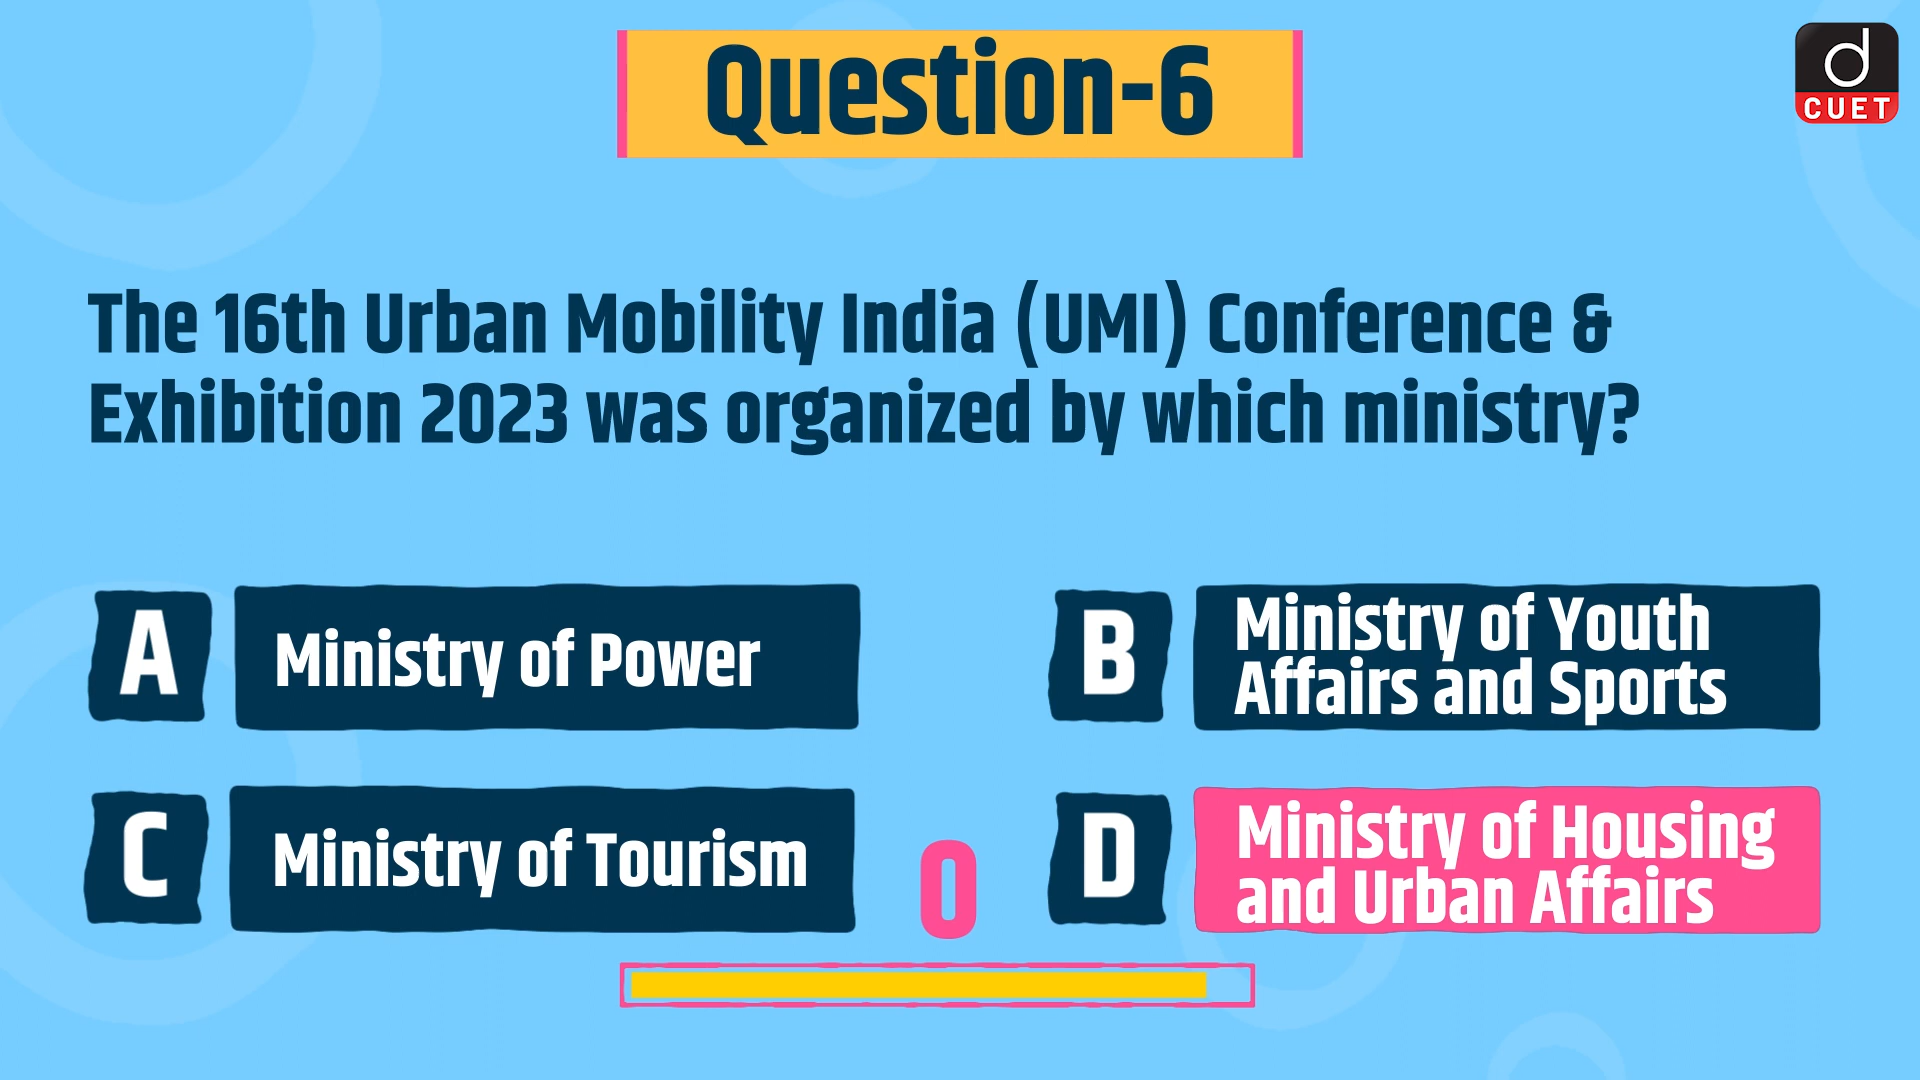 Question-6
d
CUET
The 16th Urban Mobility India (UMI) Conference &
Exhibition 2023 was organized by which ministry?
A
Ministry of Power
B
Ministry of Youth
Affairs and Sports
C
Ministry of Tourism
0
D
Ministry of Housing
and Urban Affairs